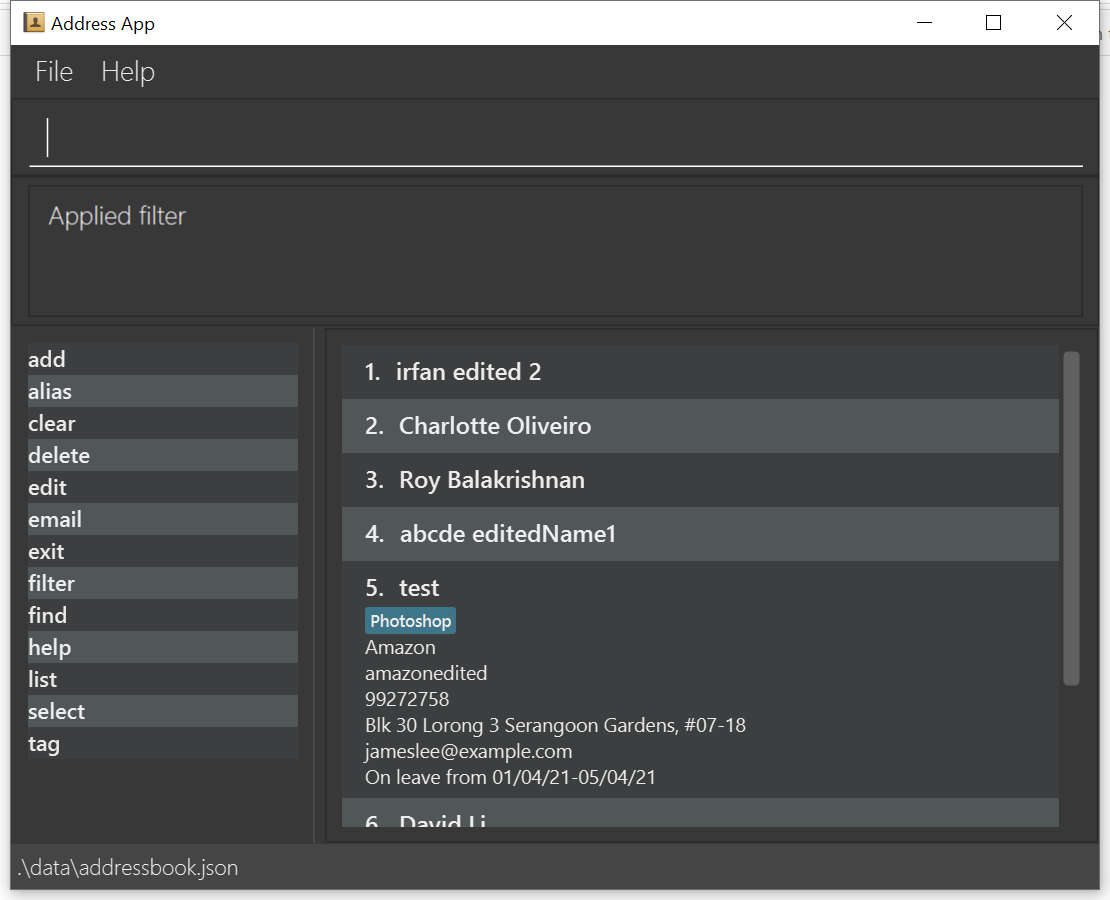 Address App
File Help
Applied filter
add
alias
clear
delete
edit
email
exit
filter
find
help
list
select
tag
1. irfan edited 2
2. Charlotte Oliveiro
3. Roy Balakrishnan
4. abcde editedName1
5. test
Photoshop
Amazon
amazonedited
99272758
Blk 30 Lorong 3 Serangoon Gardens, #07-18
jameslee@example.com
On leave from 01/04/21-05/04/21
6. David Li
.\data\addressbook.json